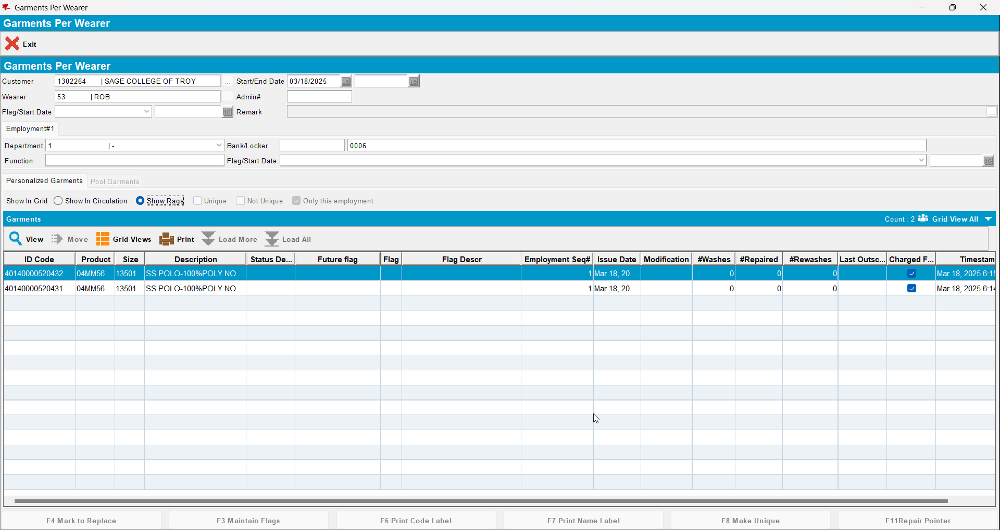 Garments Per Wearer
Garments Per Wearer
Exit
Garments Per Wearer
Customer 1302264 | SAGE COLLEGE OF TROY ... Start/End Date 03/18/2025
Wearer 53 | ROB ... Admin#
Flag/Start Date Remark ...
Employment#1
Department 1 | - Bank/Locker 0006
Function Flag/Start Date
Personalized Garments Pool Garments
Show In Grid Show In Circulation Show Rags Unique Not Unique Only this employment
Garments Count : 2 Grid View All
View Move Grid Views Print Load More Load All
ID Code Product Size Description Status De... Future flag Flag Flag Descr Employment Seq# Issue Date Modification #Washes #Repaired #Rewashes Last Outsc... Charged F... Timestam
40140000520432 04MM56 13501 SS POLO-100%POLY NO ... 1 Mar 18, 20... 0 0 0 Mar 18, 2025 6:15
40140000520431 04MM56 13501 SS POLO-100%POLY NO ... 1 Mar 18, 20... 0 0 0 Mar 18, 2025 6:14
F4 Mark to Replace F3 Maintain Flags F6 Print Code Label F7 Print Name Label F8 Make Unique F11Repair Pointer